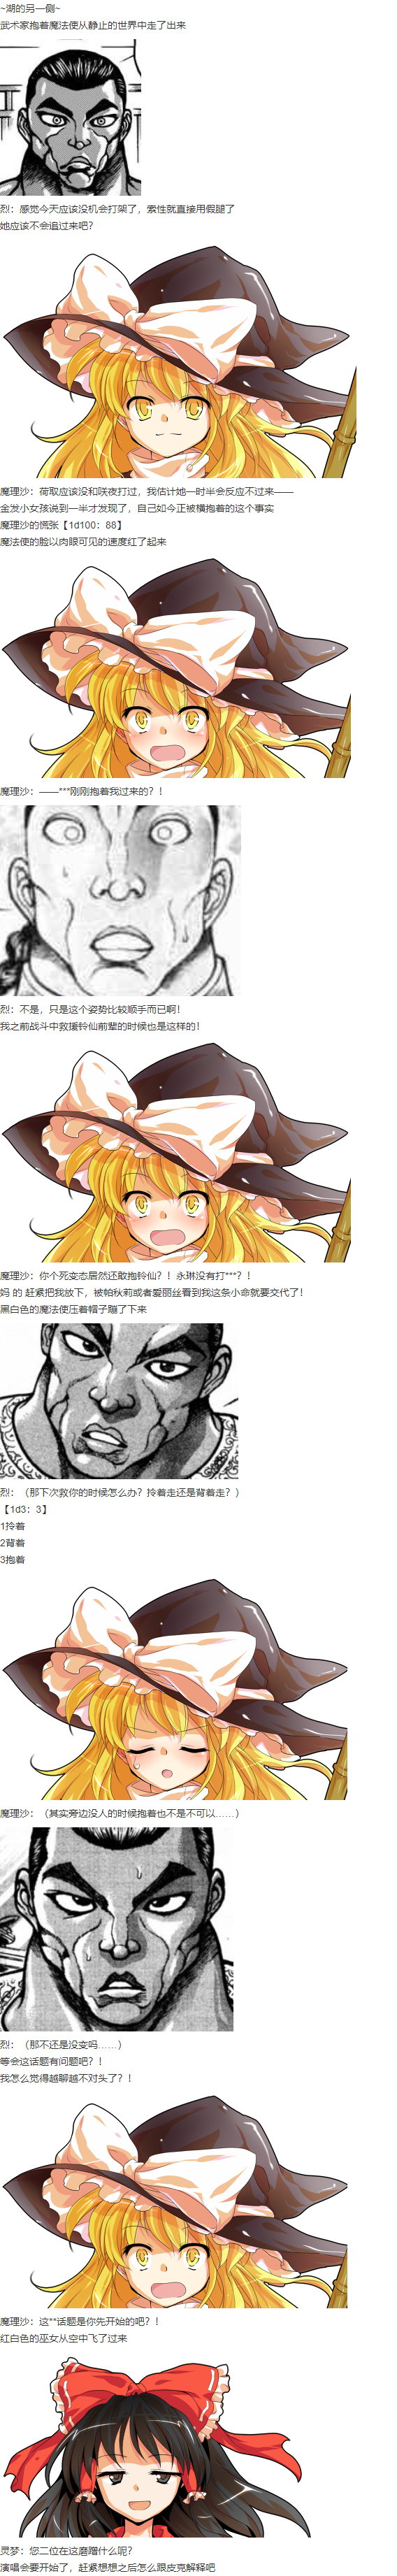 ~湖的另一侧~
武术家抱着魔法使从静止的世界中走了出来
烈：感觉今天应该没机会打架了，索性就直接用假腿了
她应该不会追过来吧？
魔理沙：荷取应该没和咲夜打过，我估计她一时半会反应不过来——
金发小女孩说到一半才发现了，自己如今正被横抱着的这个事实
魔理沙的慌张【1d100：88】
魔法使的脸以肉眼可见的速度红了起来
魔理沙：——***刚刚抱着我过来的？！
烈：不是，只是这个姿势比较顺手而已啊！
我之前战斗中救援铃仙前辈的时候也是这样的！
魔理沙：你个死变态居然还敢抱铃仙？！永琳没有打***？！
妈 的 赶紧把我放下，被帕秋莉或者爱丽丝看到我这条小命就要交代了！
黑白色的魔法使压着帽子蹦了下来
烈：（那下次救你的时候怎么办？拎着走还是背着走？）
【1d3：3】
1拎着
2背着
3抱着
魔理沙：（其实旁边没人的时候抱着也不是不可以……）
烈：（那不还是没变吗……）
等会这话题有问题吧？！
我怎么觉得越聊越不对头了？！
魔理沙：这**话题是你先开始的吧？！
红白色的巫女从空中飞了过来
灵梦：您二位在这磨蹭什么呢？
演唱会要开始了，赶紧想想之后怎么跟皮克解释吧